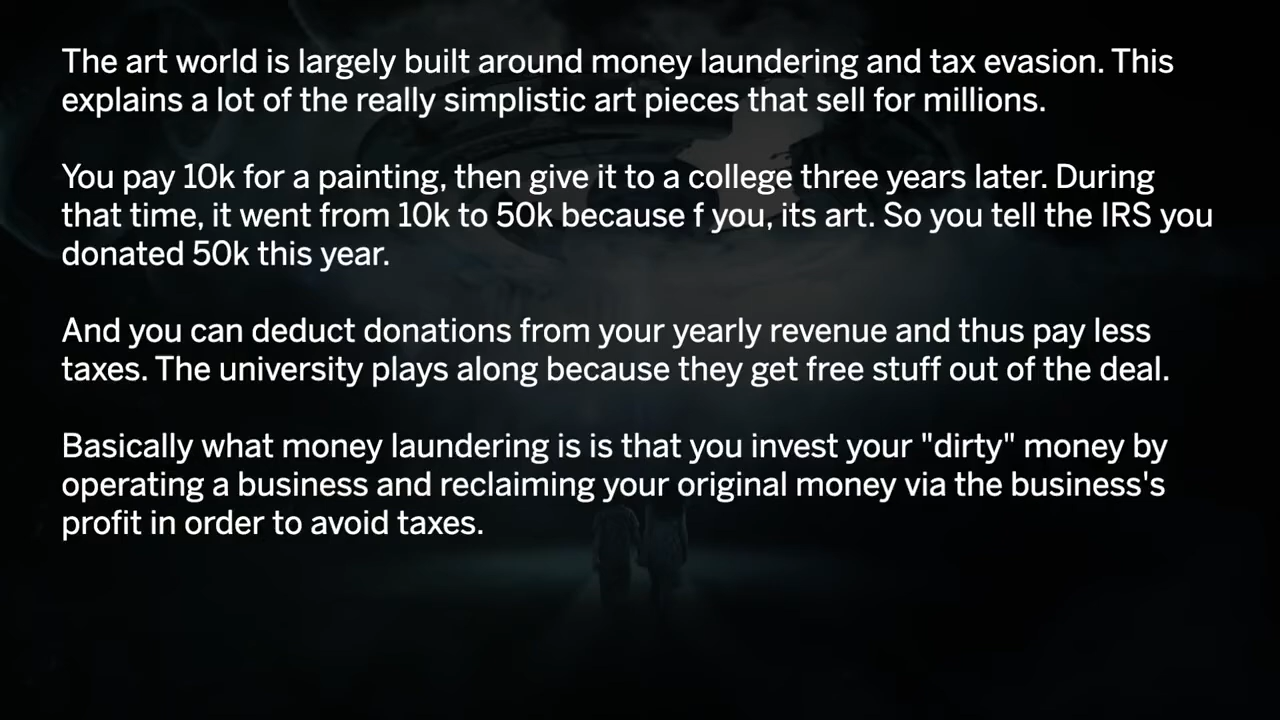 The art world is largely built around money laundering and tax evasion. This
explains a lot of the really simplistic art pieces that sell for millions.
You pay 10k for a painting, then give it to a college three years later. During
that time, it went from 10k to 50k because f you, its art. So you tell the IRS you
donated 50k this year.
And you can deduct donations from your yearly revenue and thus pay less
taxes. The university plays along because they get free stuff out of the deal.
Basically what money laundering is is that you invest your "dirty" money by
operating a business and reclaiming your original money via the business's
profit in order to avoid taxes.